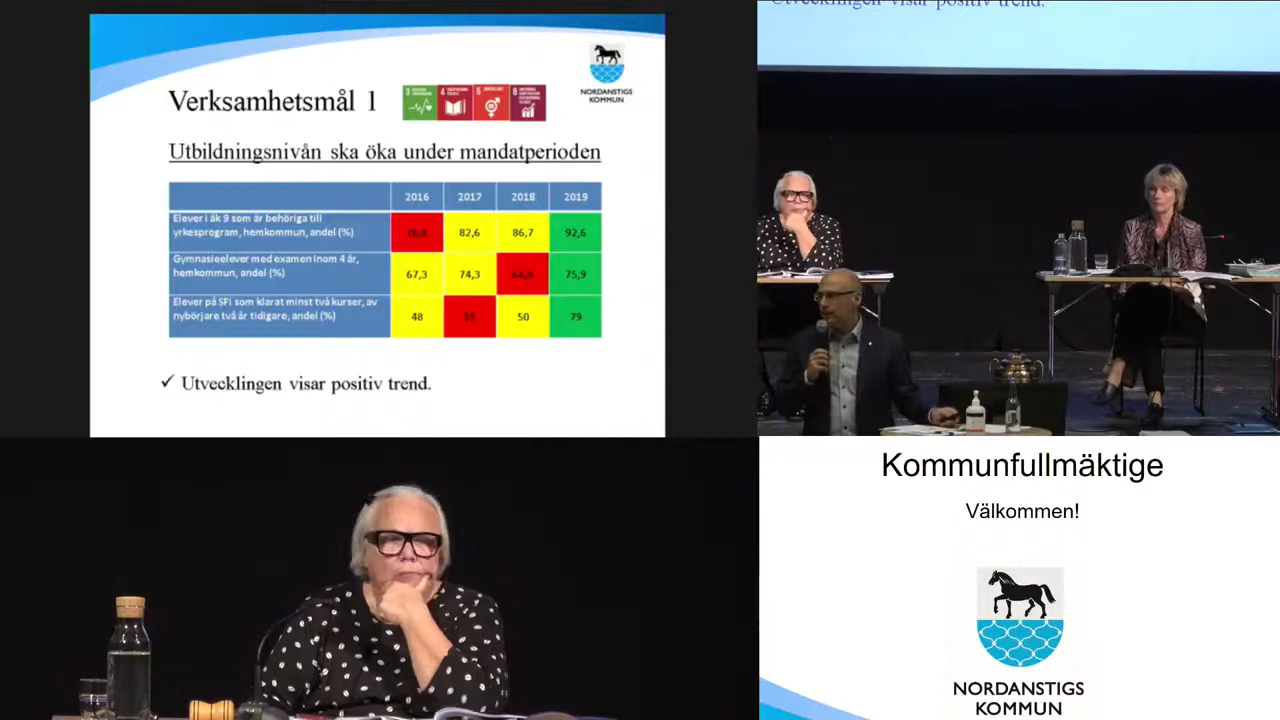 Verksamhetsmål 1
NORDANSTIGS
KOMMUN
Utbildningsnivån ska öka under mandatperioden
2016 2017 2018 2019
Elever i åk 9 som är behöriga till
yrkesprogram, hemkommun, andel (%)
82,6 86,7 92,6
Gymnasieelever med examen inom 4 år,
hemkommun, andel (%)
67,3 74,3 75,9
Elever på SFI som klarat minst två kurser, av
nybörjare två år tidigare, andel (%)
48 50 79
✓ Utvecklingen visar positiv trend.
Utvecklingen visar positiv trend.
Kommunfullmäktige
Välkommen!
NORDANSTIGS
KOMMUN